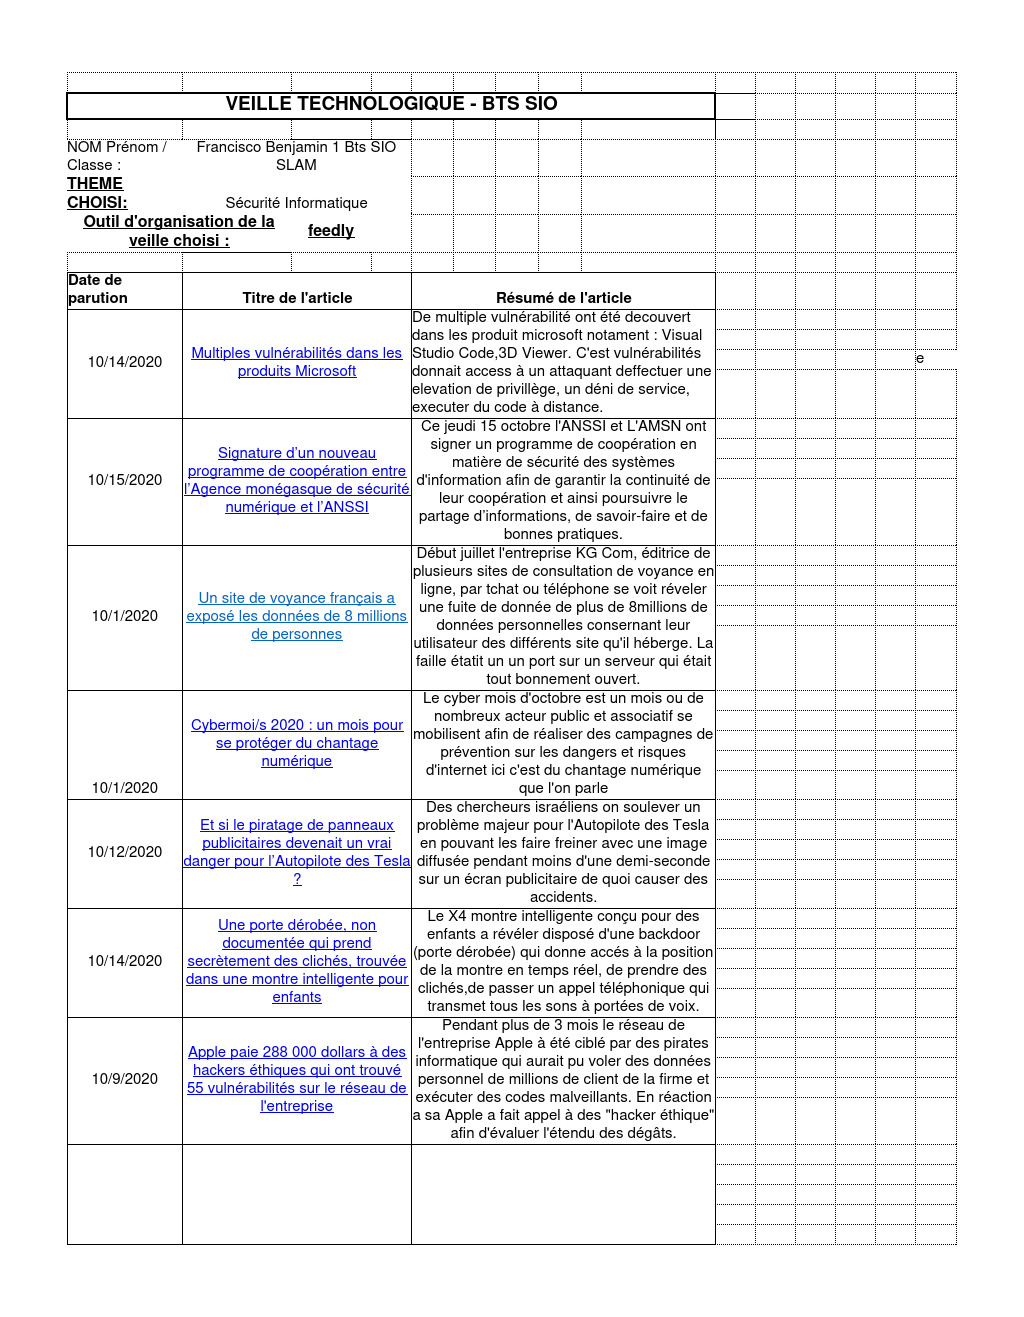 VEILLE TECHNOLOGIQUE - BTS SIO
NOM Prénom /
Classe :
Francisco Benjamin 1 Bts SIO
SLAM
THEME
CHOISI:
Sécurité Informatique
Outil d'organisation de la
veille choisi :
feedly
Date de
parution
Titre de l'article
Résumé de l'article
10/14/2020
Multiples vulnérabilités dans les
produits Microsoft
De multiple vulnérabilité ont été decouvert
dans les produit microsoft notament : Visual
Studio Code,3D Viewer. C'est vulnérabilités
donnait access à un attaquant deffectuer une
elevation de privillège, un déni de service,
executer du code à distance.
e
10/15/2020
Signature d’un nouveau
programme de coopération entre
l’Agence monégasque de sécurité
numérique et l’ANSSI
Ce jeudi 15 octobre l'ANSSI et L'AMSN ont
signer un programme de coopération en
matière de sécurité des systèmes
d'information afin de garantir la continuité de
leur coopération et ainsi poursuivre le
partage d’informations, de savoir-faire et de
bonnes pratiques.
10/1/2020
Un site de voyance français a
exposé les données de 8 millions
de personnes
Début juillet l'entreprise KG Com, éditrice de
plusieurs sites de consultation de voyance en
ligne, par tchat ou téléphone se voit réveler
une fuite de donnée de plus de 8millions de
données personnelles consernant leur
utilisateur des différents site qu'il héberge. La
faille étatit un un port sur un serveur qui était
tout bonnement ouvert.
10/1/2020
Cybermoi/s 2020 : un mois pour
se protéger du chantage
numérique
Le cyber mois d'octobre est un mois ou de
nombreux acteur public et associatif se
mobilisent afin de réaliser des campagnes de
prévention sur les dangers et risques
d'internet ici c'est du chantage numérique
que l'on parle
10/12/2020
Et si le piratage de panneaux
publicitaires devenait un vrai
danger pour l’Autopilote des Tesla
?
Des chercheurs israéliens on soulever un
problème majeur pour l'Autopilote des Tesla
en pouvant les faire freiner avec une image
diffusée pendant moins d'une demi-seconde
sur un écran publicitaire de quoi causer des
accidents.
10/14/2020
Une porte dérobée, non
documentée qui prend
secrètement des clichés, trouvée
dans une montre intelligente pour
enfants
Le X4 montre intelligente conçu pour des
enfants a révéler disposé d'une backdoor
(porte dérobée) qui donne accés à la position
de la montre en temps réel, de prendre des
clichés,de passer un appel téléphonique qui
transmet tous les sons à portées de voix.
10/9/2020
Apple paie 288 000 dollars à des
hackers éthiques qui ont trouvé
55 vulnérabilités sur le réseau de
l'entreprise
Pendant plus de 3 mois le réseau de
l'entreprise Apple à été ciblé par des pirates
informatique qui aurait pu voler des données
personnel de millions de client de la firme et
exécuter des codes malveillants. En réaction
a sa Apple a fait appel à des "hacker éthique"
afin d'évaluer l'étendu des dégâts.